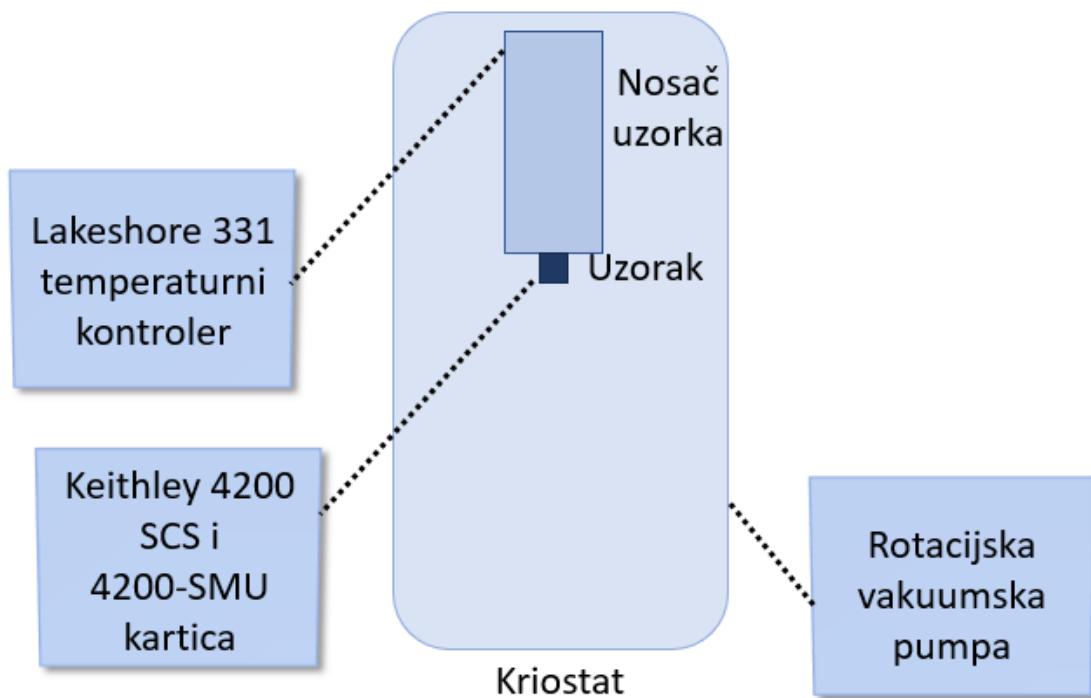 Nosač
uzorka
Lakeshore 331
temperaturni
kontroler
Uzorak
Keithley 4200
SCS i
4200-SMU
kartica
Rotacijska
vakuumska
pumpa
Kriostat